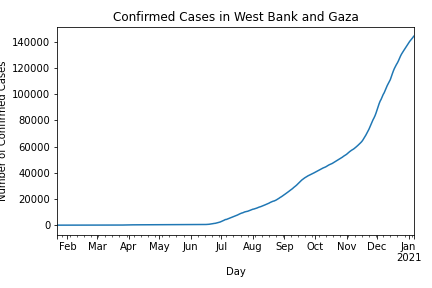 Confirmed Cases in West Bank and Gaza
Number of Confirmed Cases
140000
120000
100000
80000
60000
40000
20000
0
Feb Mar Apr May Jun Jul Aug Sep Oct Nov Dec Jan
2021
Day